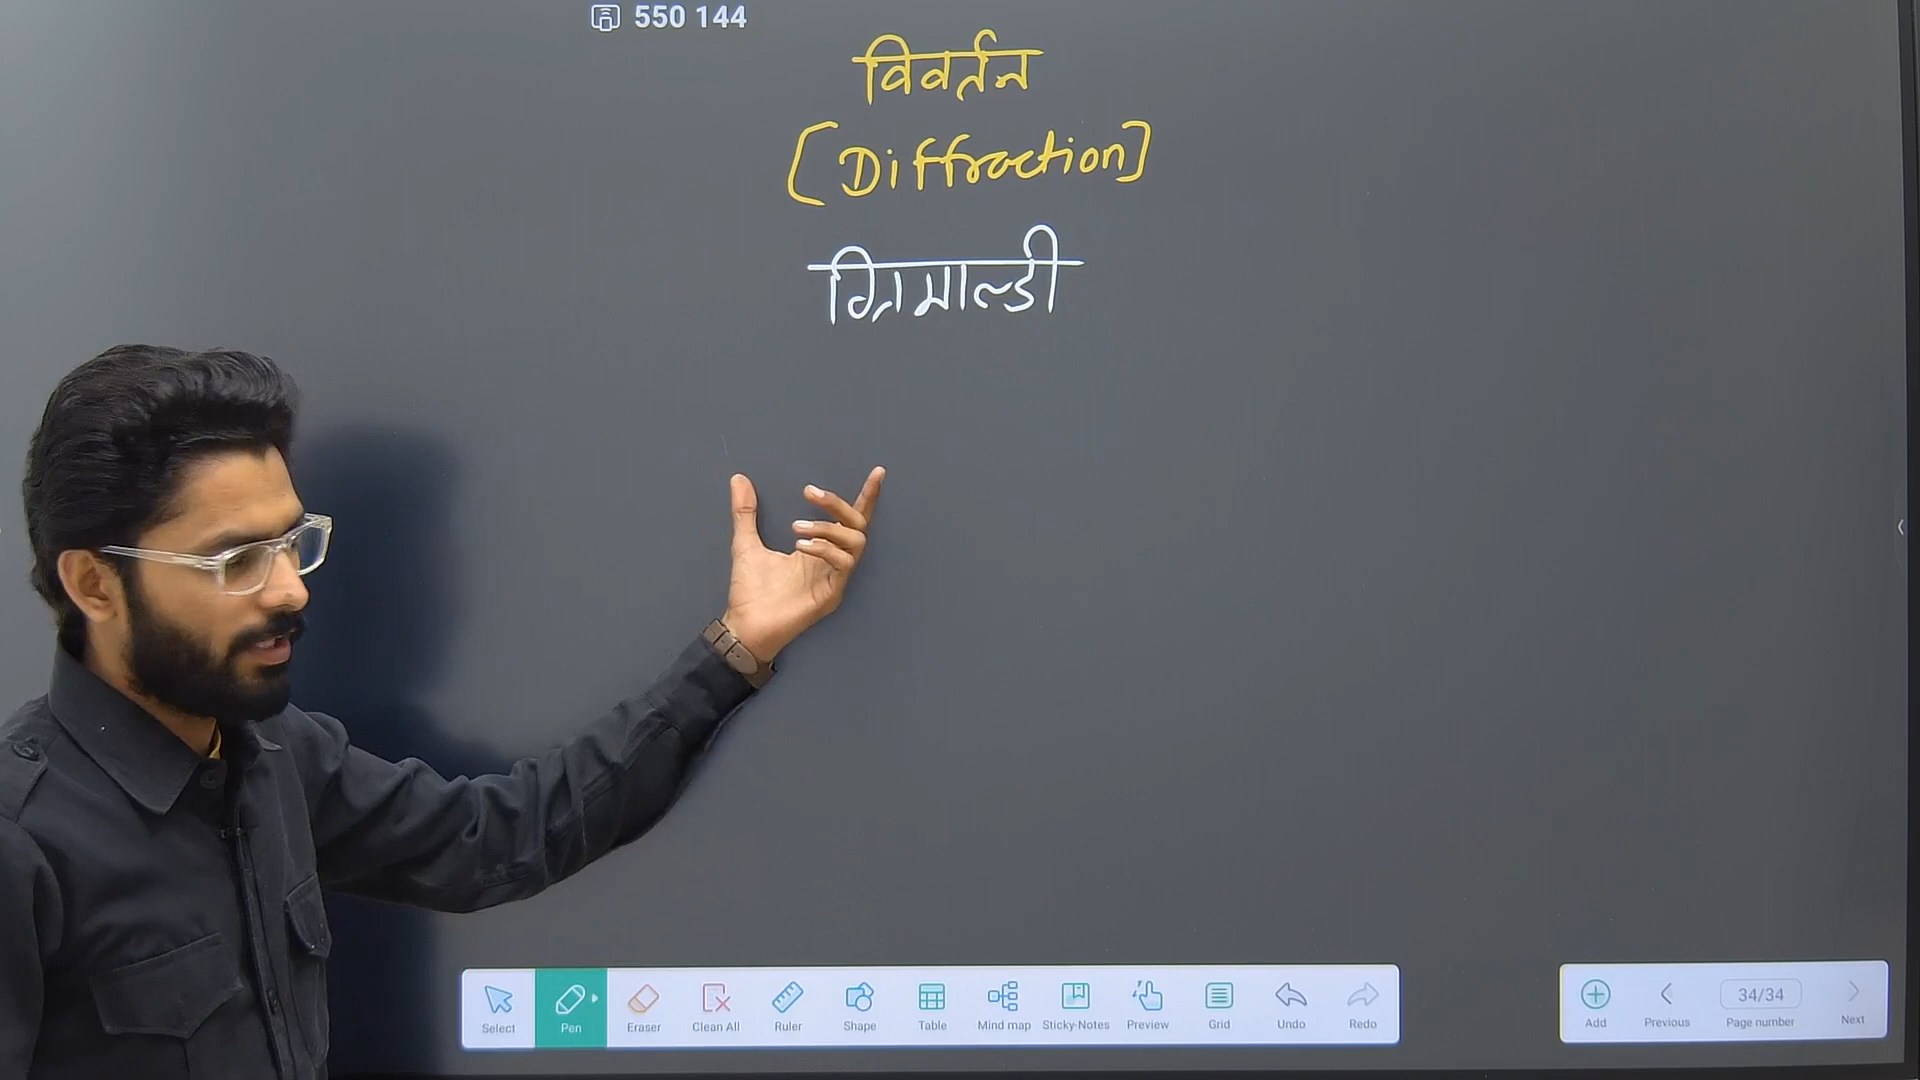 550 144
विवर्तन
[Diffraction]
ग्रिमाल्डी
Select
Pen
Eraser
Clean All
Ruler
Shape
Table
Mind map
Sticky-Notes
Preview
Grid
Undo
Redo
Add
Previous
34/34
Page number
Next